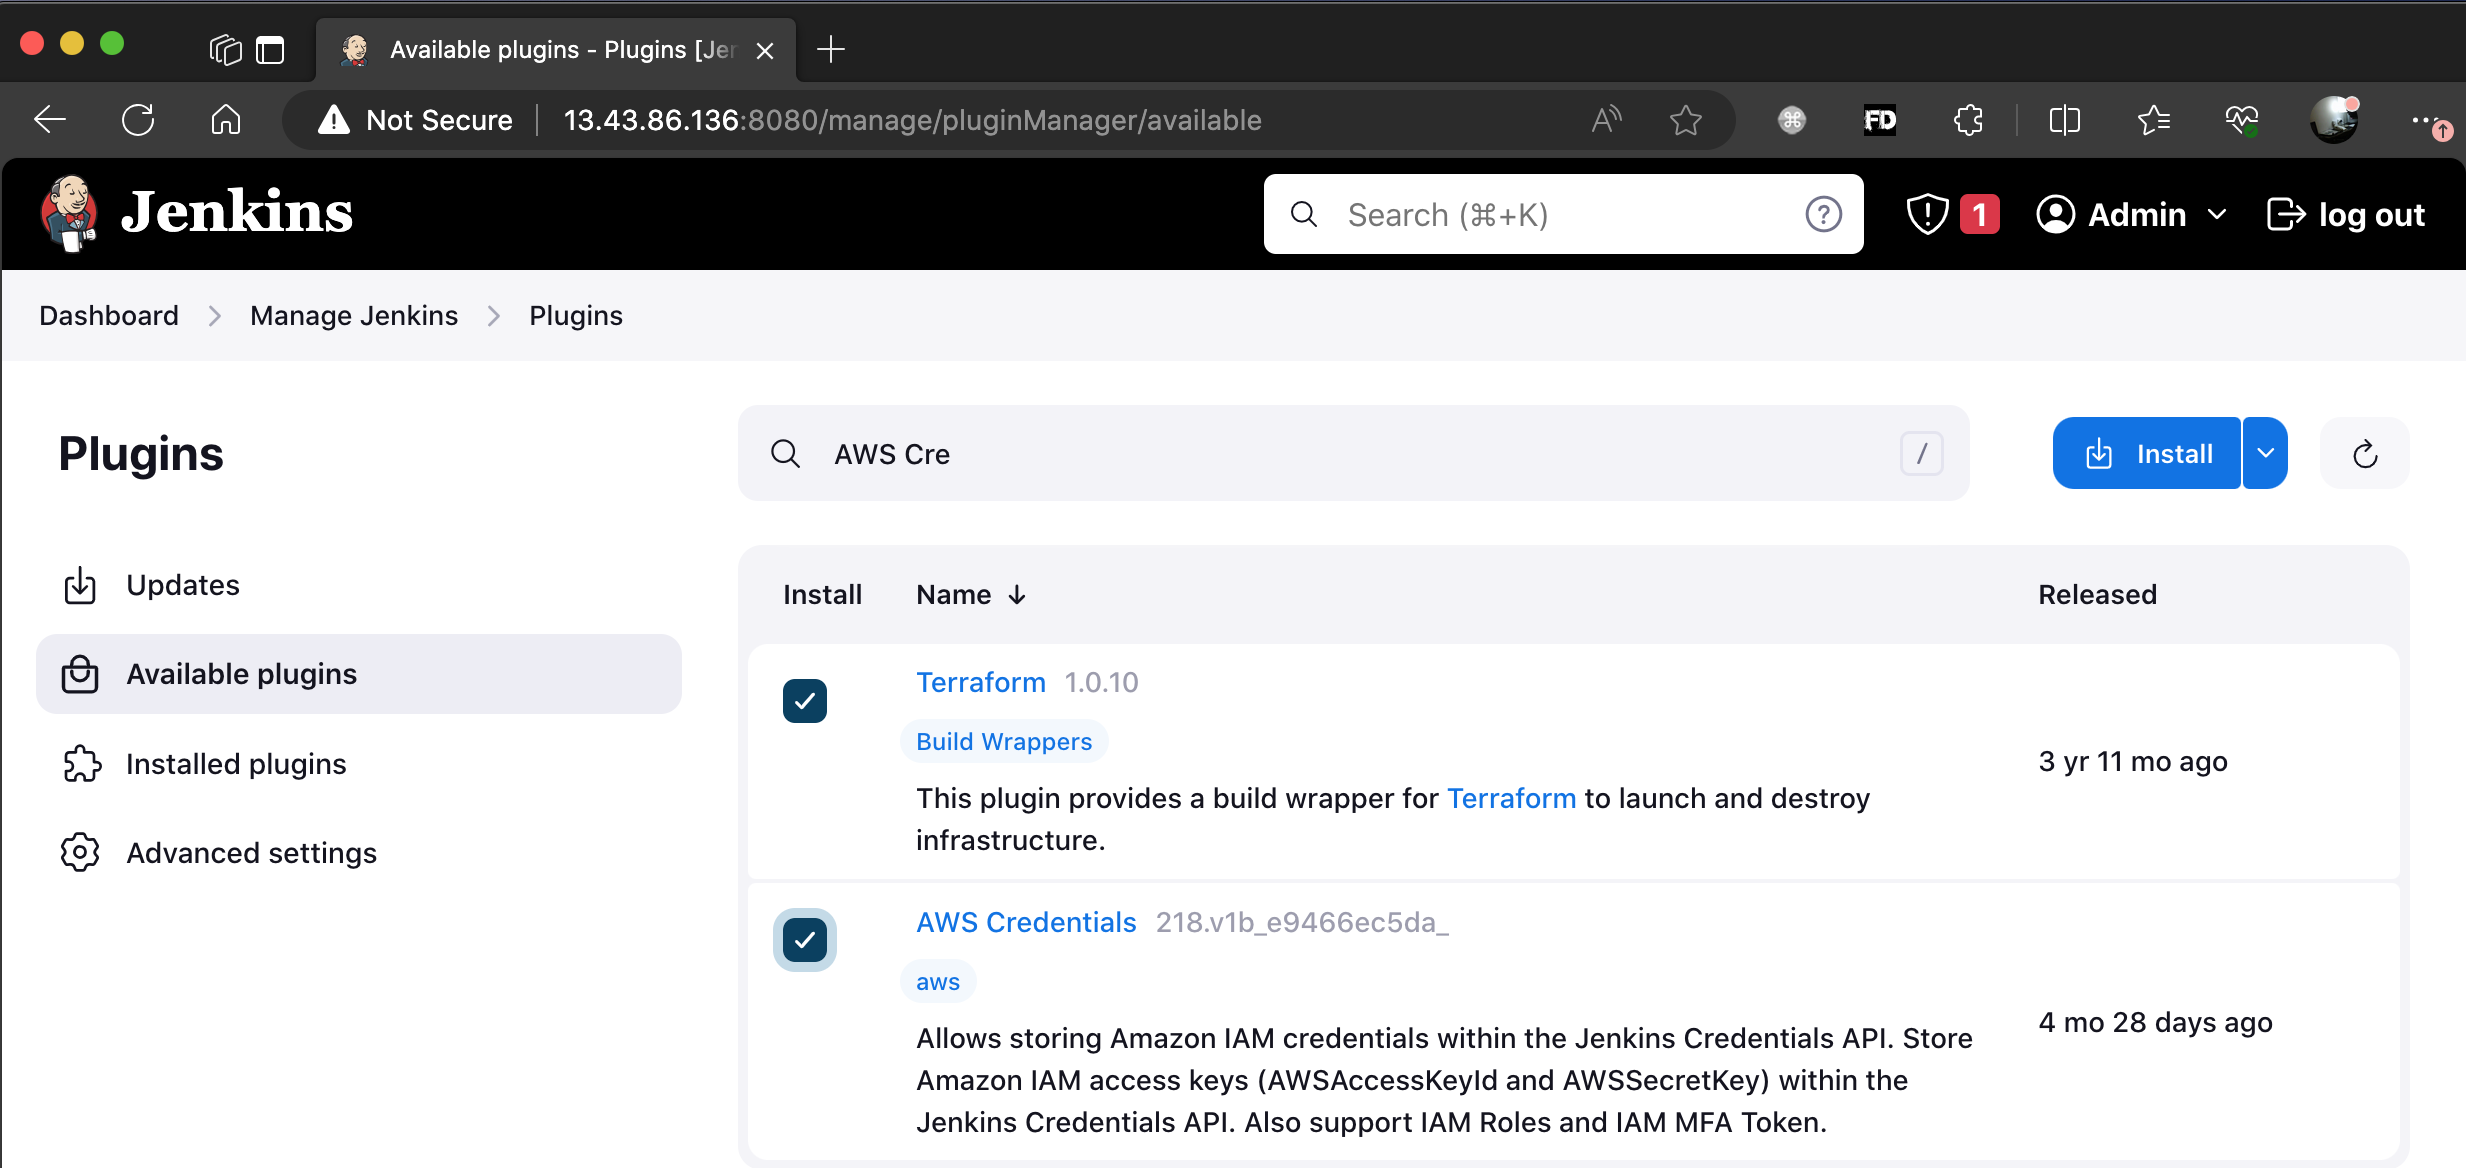 Available plugins - Plugins [Jer
Not Secure
13.43.86.136:8080/manage/pluginManager/available
FD
Jenkins
Search (⌘+K)
1
Admin
log out
Dashboard
Manage Jenkins
Plugins
Plugins
AWS Cre
/
Install
Updates
Available plugins
Installed plugins
Advanced settings
Install
Name
Released
Terraform 1.0.10
Build Wrappers
This plugin provides a build wrapper for Terraform to launch and destroy
infrastructure.
3 yr 11 mo ago
AWS Credentials 218.v1b_e9466ec5da_
aws
Allows storing Amazon IAM credentials within the Jenkins Credentials API. Store
Amazon IAM access keys (AWSAccessKeyId and AWSSecretKey) within the
Jenkins Credentials API. Also support IAM Roles and IAM MFA Token.
4 mo 28 days ago